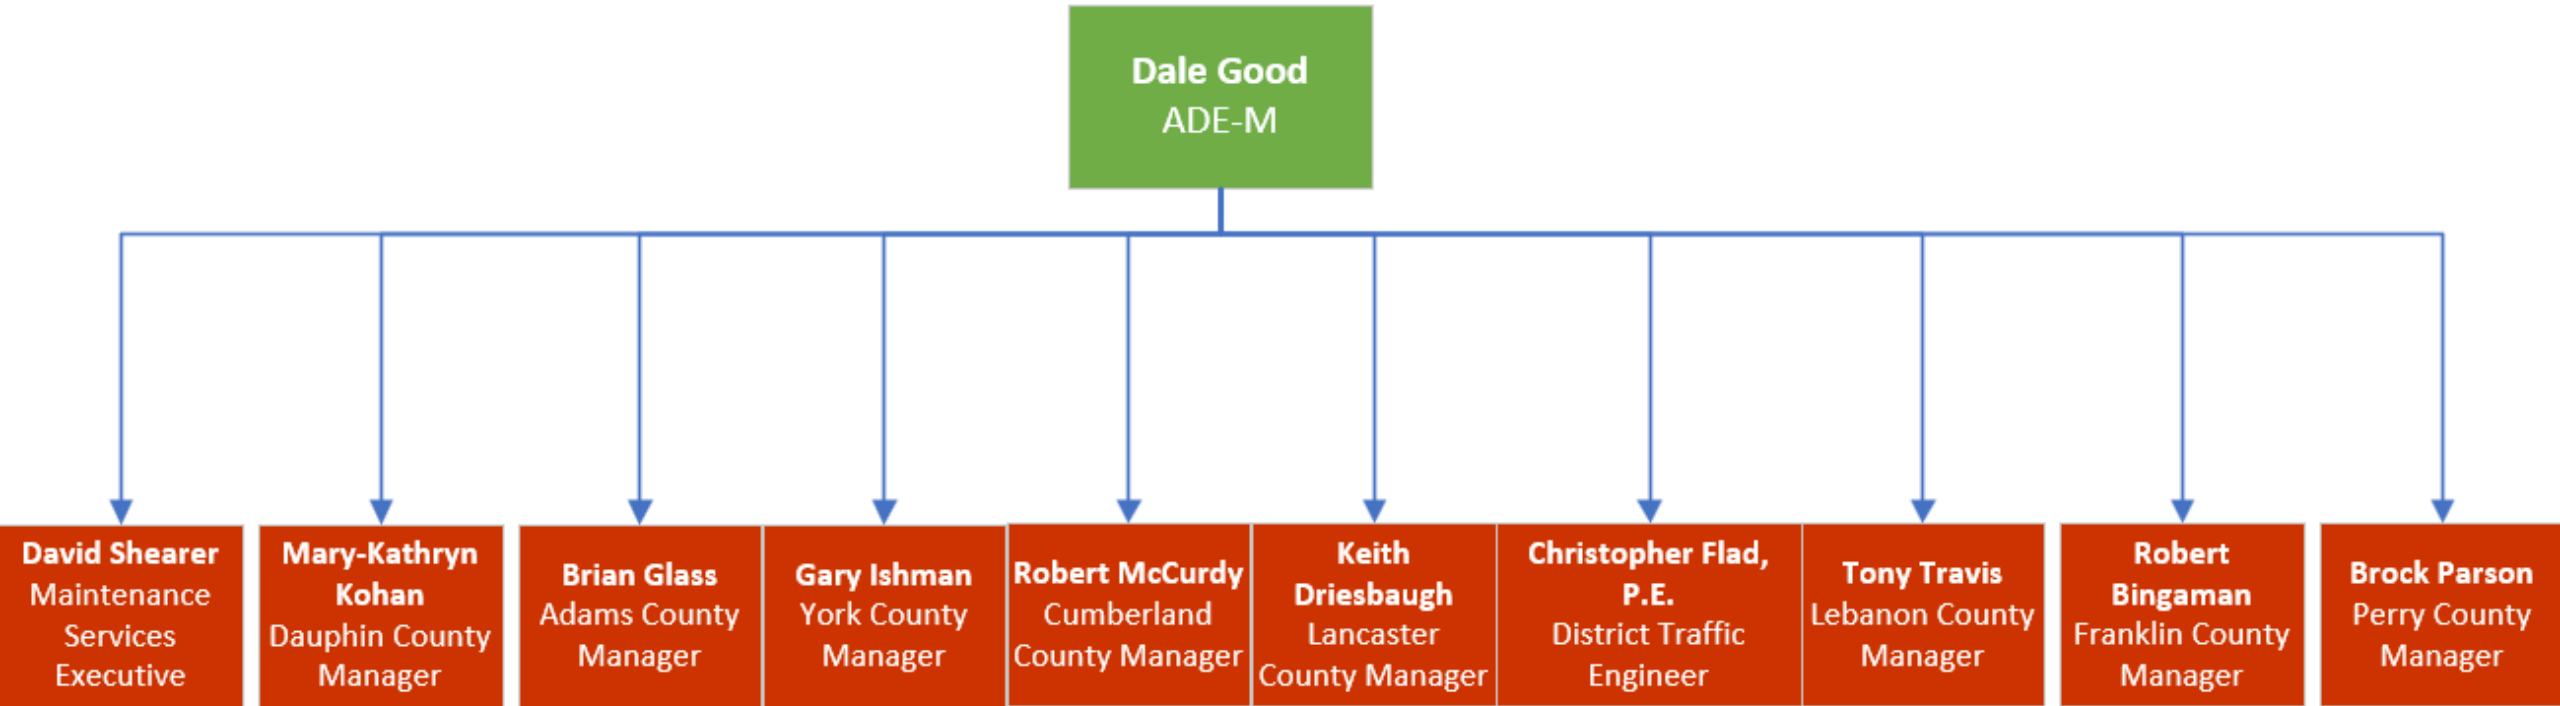 Dale Good
ADE-M
David Shearer
Maintenance
Services
Executive
Mary-Kathryn
Kohan
Dauphin County
Manager
Brian Glass
Adams County
Manager
Gary Ishman
York County
Manager
Robert McCurdy
Cumberland
County Manager
Keith
Driesbaugh
Lancaster
County Manager
Christopher Flad,
P.E.
District Traffic
Engineer
Tony Travis
Lebanon County
Manager
Robert
Bingaman
Franklin County
Manager
Brock Parson
Perry County
Manager